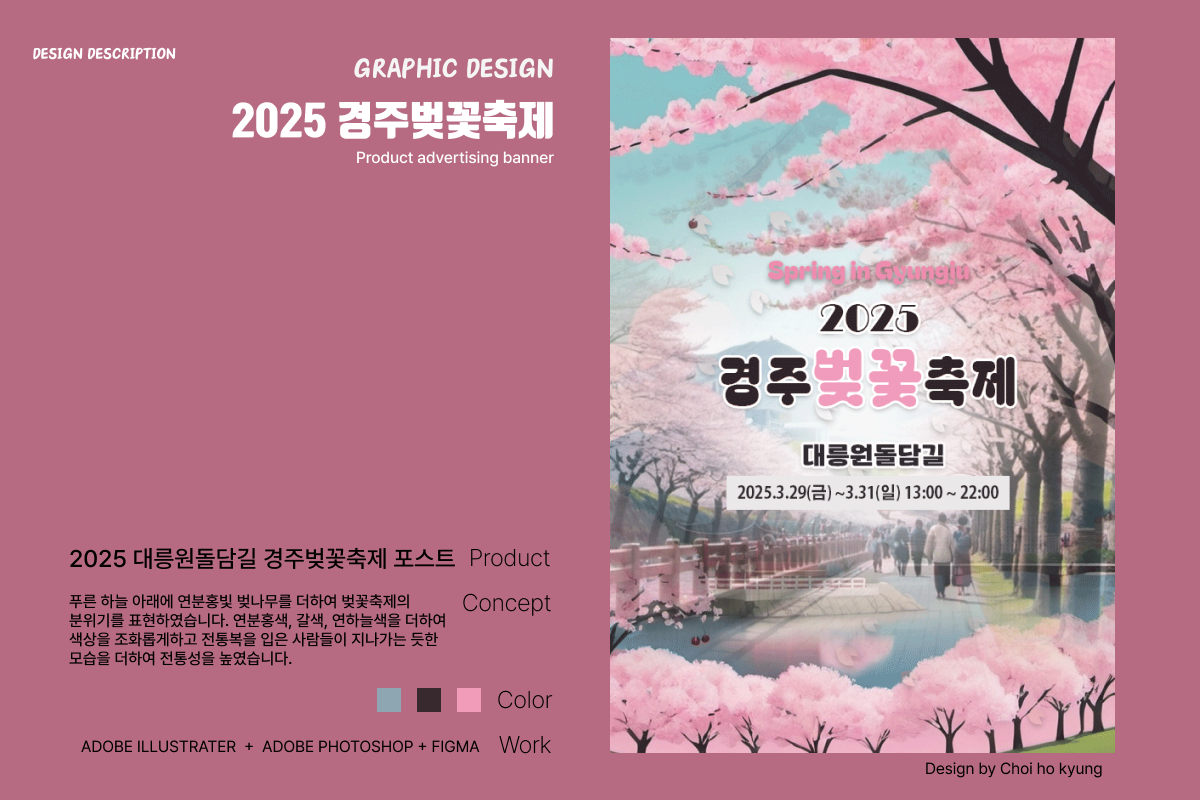 DESIGN DESCRIPTION
GRAPHIC DESIGN
2025 경주벚꽃축제
Product advertising banner
Spring in Gyungju
2025
경주벚꽃축제
대릉원돌담길
2025.3.29(금) ~3.31(일) 13:00 ~ 22:00
2025 대릉원돌담길 경주벚꽃축제 포스트 Product
푸른 하늘 아래에 연분홍빛 벚나무를 더하여 벚꽃축제의 Concept
분위기를 표현하였습니다. 연분홍색, 갈색, 연하늘색을 더하여
색상을 조화롭게하고 전통복을 입은 사람들이 지나가는 듯한
모습을 더하여 전통성을 높였습니다.
Color
ADOBE ILLUSTRATER + ADOBE PHOTOSHOP + FIGMA Work
Design by Choi ho kyung